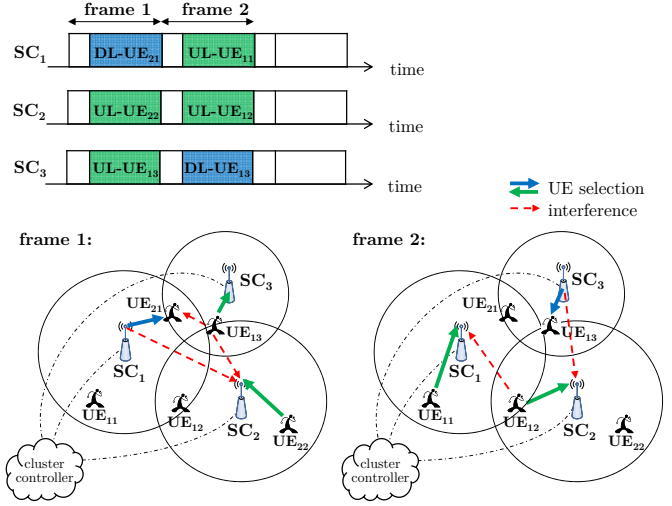 frame 1 frame 2
SC₁ DL-UE₂₁ UL-UE₁₁ time
SC₂ UL-UE₂₂ UL-UE₁₂ time
SC₃ UL-UE₁₃ DL-UE₁₃ time
UE selection
interference
frame 1:
SC₃
UE₂₁
UE₁₃
SC₁
UE₁₁
UE₁₂
SC₂
UE₂₂
cluster
controller
frame 2:
SC₃
UE₂₁
UE₁₃
SC₁
UE₁₁
UE₁₂
SC₂
UE₂₂
cluster
controller